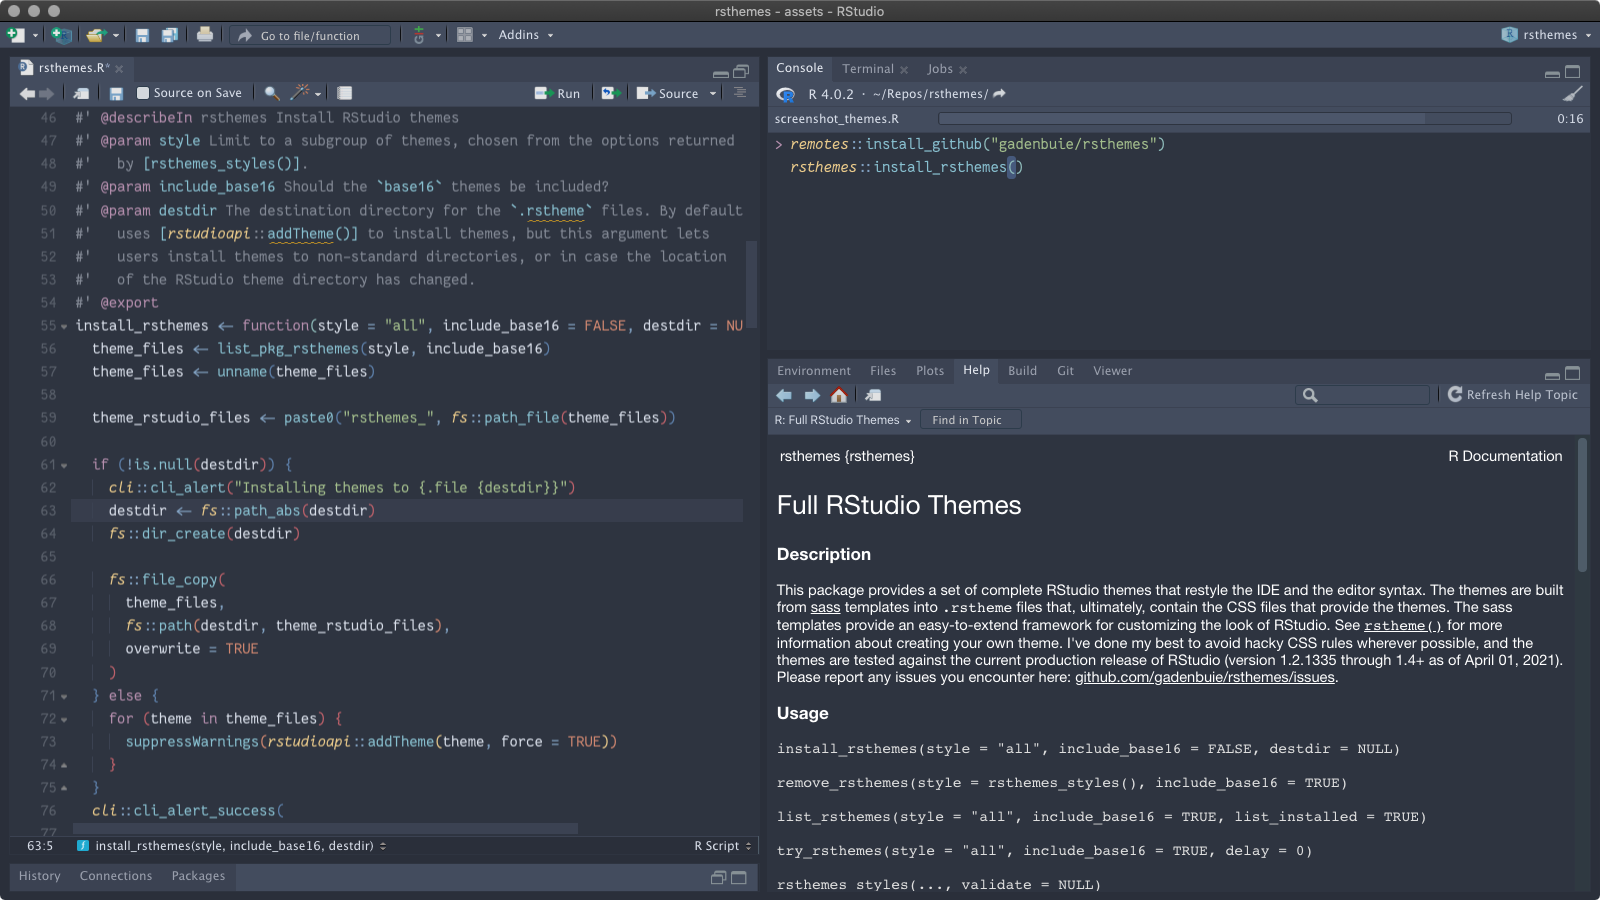 rsthemes - assets - RStudio
Go to file/function
Addins
rsthemes
rsthemes.R*
Source on Save
Run
Source
46 #' @describeIn rsthemes Install RStudio themes
47 #' @param style Limit to a subgroup of themes, chosen from the options returned
48 #'   by [rsthemes_styles()].
49 #' @param include_base16 Should the `base16` themes be included?
50 #' @param destdir The destination directory for the `.rstheme` files. By default
51 #'   uses [rstudioapi::addTheme()] to install themes, but this argument lets
52 #'   users install themes to non-standard directories, or in case the location
53 #'   of the RStudio theme directory has changed.
54 #' @export
55 install_rsthemes <- function(style = "all", include_base16 = FALSE, destdir = NU
56   theme_files <- list_pkg_rsthemes(style, include_base16)
57   theme_files <- unname(theme_files)
58
59   theme_rstudio_files <- paste0("rsthemes_", fs::path_file(theme_files))
60
61   if (!is.null(destdir)) {
62     cli::cli_alert("Installing themes to {.file {destdir}}")
63     destdir <- fs::path_abs(destdir)
64     fs::dir_create(destdir)
65
66     fs::file_copy(
67       theme_files,
68       fs::path(destdir, theme_rstudio_files),
69       overwrite = TRUE
70     )
71   } else {
72     for (theme in theme_files) {
73       suppressWarnings(rstudioapi::addTheme(theme, force = TRUE))
74     }
75   }
76   cli::cli_alert_success(
77
63:5 install_rsthemes(style, include_base16, destdir)
R Script
History Connections Packages
Console Terminal Jobs
R 4.0.2 · ~/Repos/rsthemes/
screenshot_themes.R 0:16
> remotes::install_github("gadenbuie/rsthemes")
rsthemes::install_rsthemes()
Environment Files Plots Help Build Git Viewer
Refresh Help Topic
R: Full RStudio Themes
Find in Topic
rsthemes {rsthemes} R Documentation
Full RStudio Themes
Description
This package provides a set of complete RStudio themes that restyle the IDE and the editor syntax. The themes are built
from sass templates into .rstheme files that, ultimately, contain the CSS files that provide the themes. The sass
templates provide an easy-to-extend framework for customizing the look of RStudio. See rstheme() for more
information about creating your own theme. I've done my best to avoid hacky CSS rules wherever possible, and the
themes are tested against the current production release of RStudio (version 1.2.1335 through 1.4+ as of April 01, 2021).
Please report any issues you encounter here: github.com/gadenbuie/rsthemes/issues.
Usage
install_rsthemes(style = "all", include_base16 = FALSE, destdir = NULL)
remove_rsthemes(style = rsthemes_styles(), include_base16 = TRUE)
list_rsthemes(style = "all", include_base16 = TRUE, list_installed = TRUE)
try_rsthemes(style = "all", include_base16 = TRUE, delay = 0)
rsthemes_styles(..., validate = NULL)